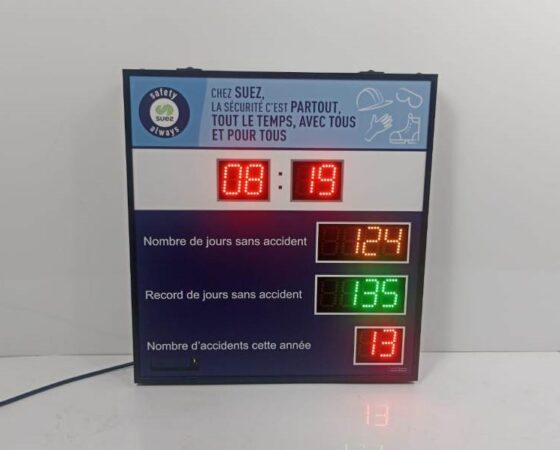 safety
SUEZ
always
CHEZ SUEZ,
LA SÉCURITÉ C'EST PARTOUT,
TOUT LE TEMPS, AVEC TOUS
ET POUR TOUS
08 : 19
Nombre de jours sans accident 124
Record de jours sans accident 135
Nombre d'accidents cette année 13